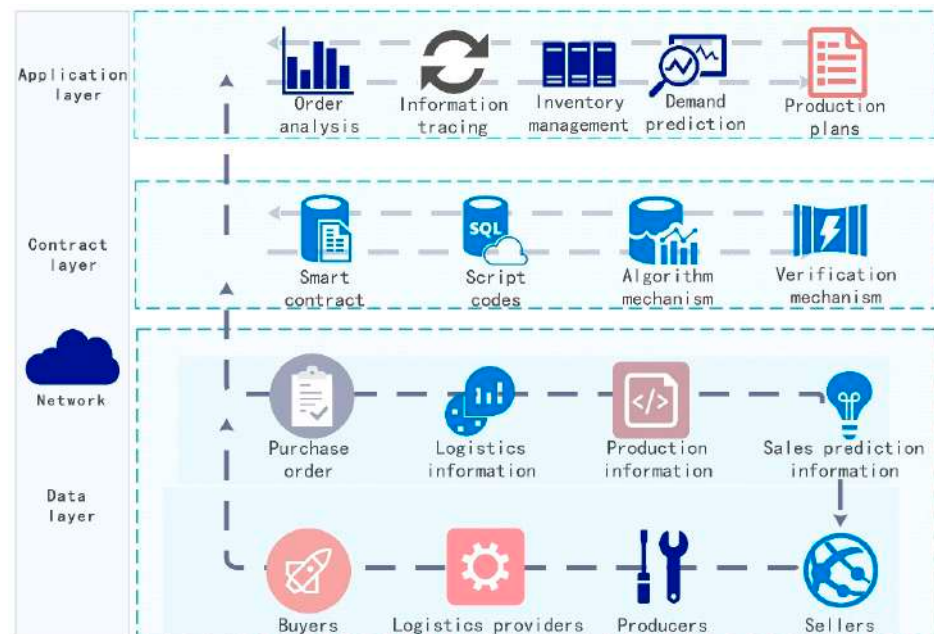 Application
layer
Order
analysis
Information
tracing
Inventory
management
Demand
prediction
Production
plans
Contract
layer
Smart
contract
SQL
Script
codes
Algorithm
mechanism
Verification
mechanism
Network
Data
layer
</>
Purchase
order
Logistics
information
Production
information
Sales prediction
information
Buyers
Logistics providers
Producers
Sellers